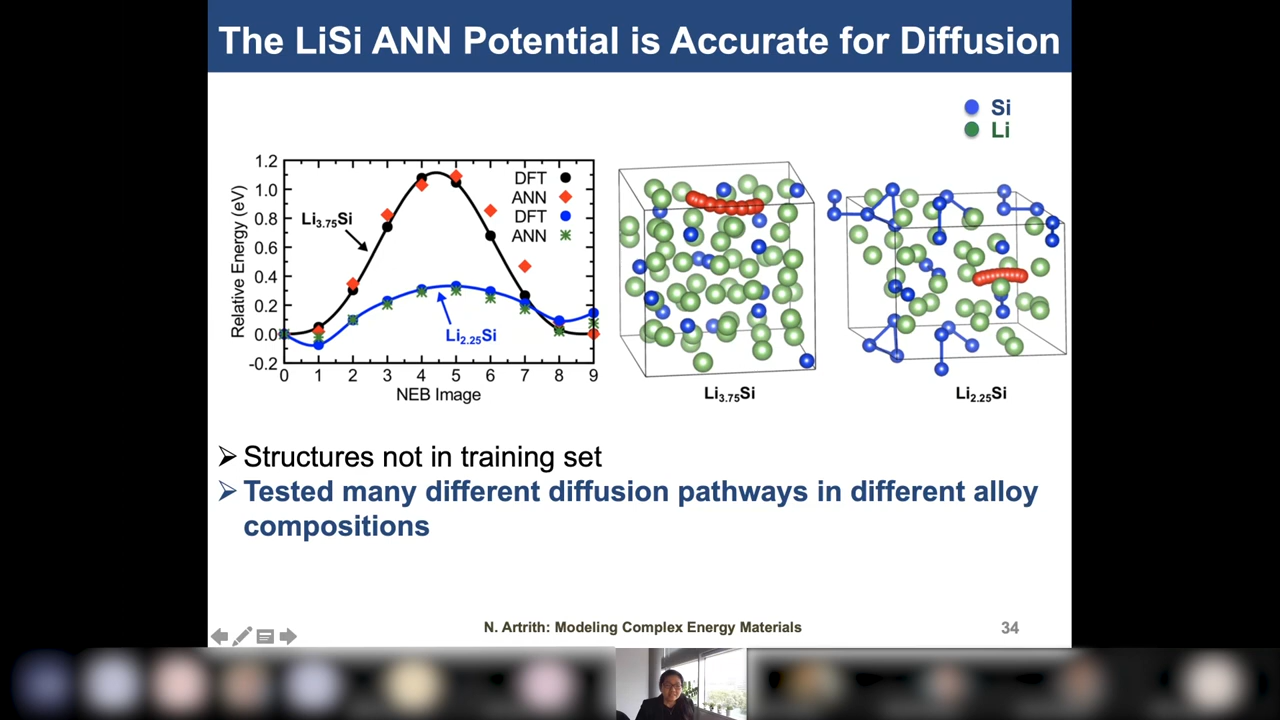 The LiSi ANN Potential is Accurate for Diffusion
Si
Li
1.2
1.0
0.8
0.6
0.4
0.2
0.0
-0.2
Relative Energy (eV)
0 1 2 3 4 5 6 7 8 9
NEB Image
DFT
ANN
DFT
ANN
Li3.75Si
Li2.25Si
Li3.75Si
Li2.25Si
➢ Structures not in training set
➢ Tested many different diffusion pathways in different alloy
compositions
N. Artrith: Modeling Complex Energy Materials
34